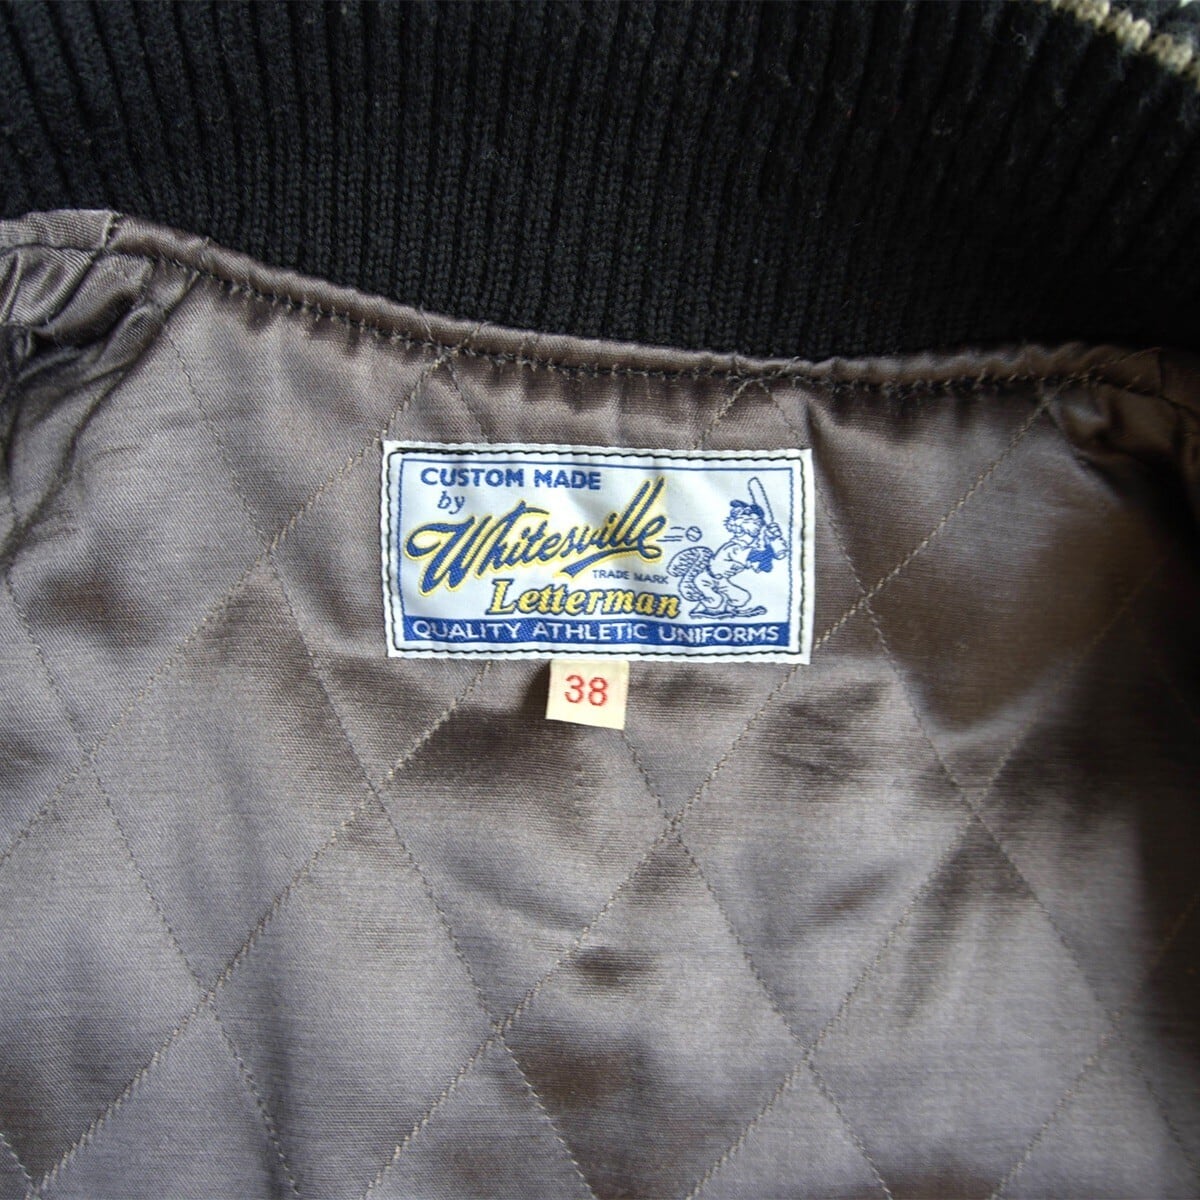 CUSTOM MADE
by
Whitesville
TRADE MARK
Letterman
QUALITY ATHLETIC UNIFORMS
38